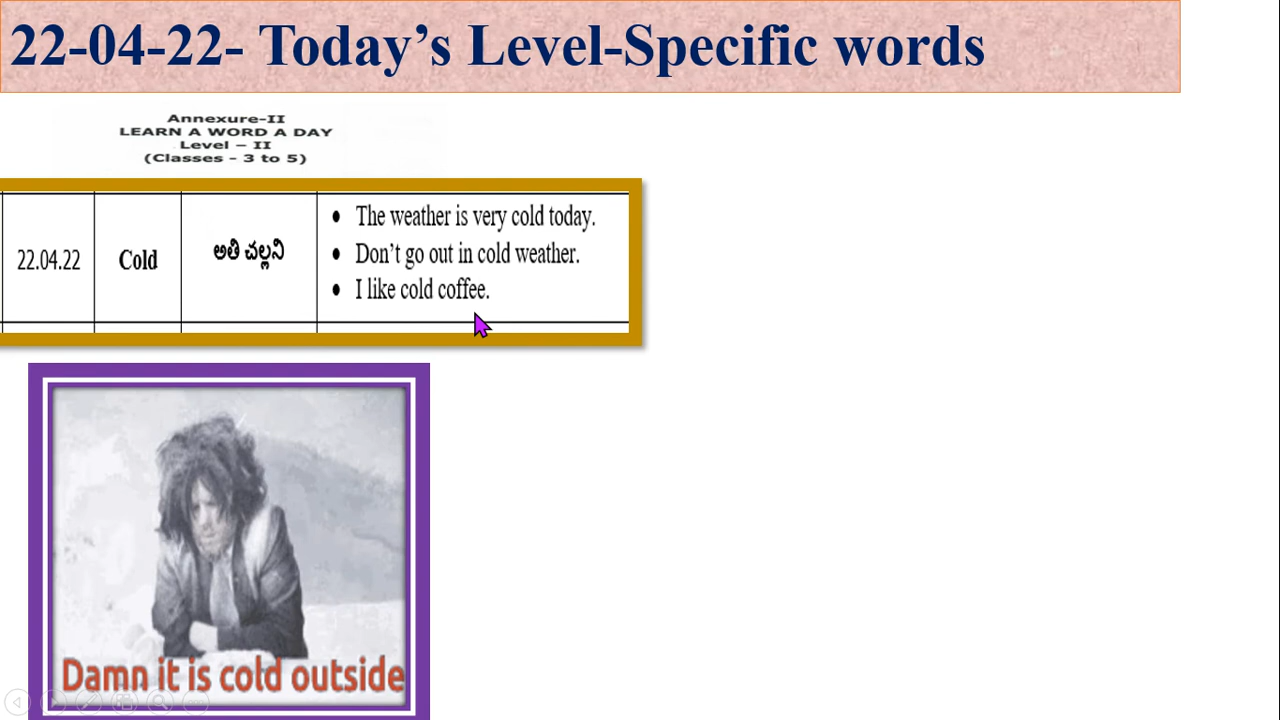 22-04-22- Today’s Level-Specific words
Annexure-II
LEARN A WORD A DAY
Level – II
(Classes - 3 to 5)
22.04.22 Cold అతి చల్లని
• The weather is very cold today.
• Don’t go out in cold weather.
• I like cold coffee.
Damn it is cold outside